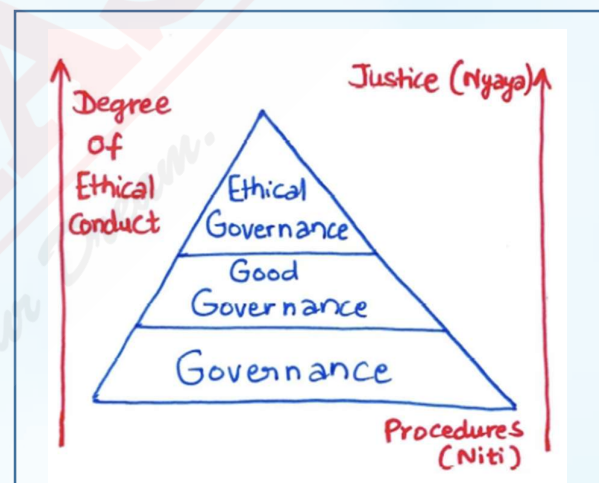 Degree
of
Ethical
Conduct
Justice (Nyaya)
Ethical
Governance
Good
Governance
Governance
Procedures
(Niti)